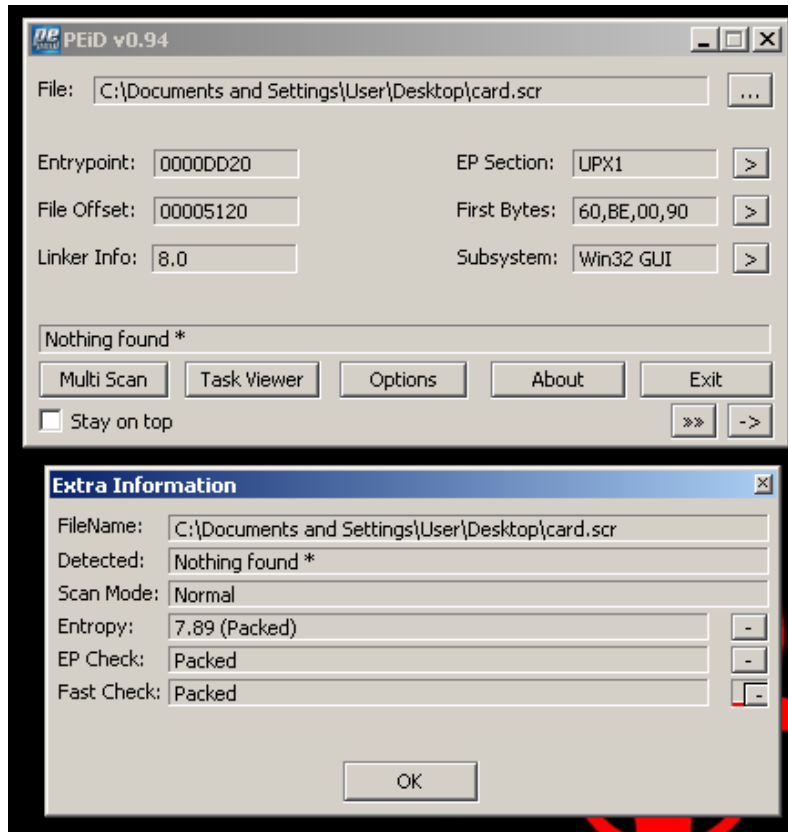 PEiD v0.94
File: C:\Documents and Settings\User\Desktop\card.scr ...
Entrypoint: 0000DD20 EP Section: UPX1 >
File Offset: 00005120 First Bytes: 60,BE,00,90 >
Linker Info: 8.0 Subsystem: Win32 GUI >
Nothing found *
Multi Scan Task Viewer Options About Exit
Stay on top »» ->
Extra Information
FileName: C:\Documents and Settings\User\Desktop\card.scr
Detected: Nothing found *
Scan Mode: Normal
Entropy: 7.89 (Packed) -
EP Check: Packed -
Fast Check: Packed -
OK